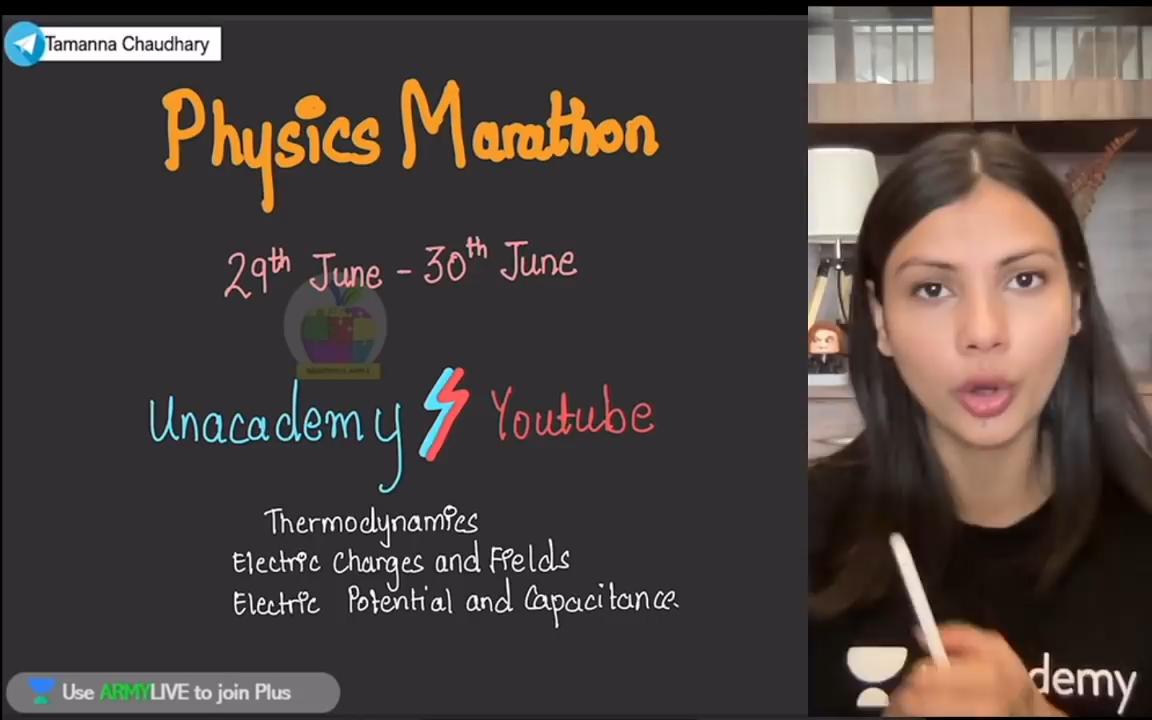 Tamanna Chaudhary
Physics Marathon
29th June - 30th June
Unacademy Youtube
Thermodynamics
Electric Charges and Fields
Electric Potential and Capacitance.
Use ARMYLIVE to join Plus
demy